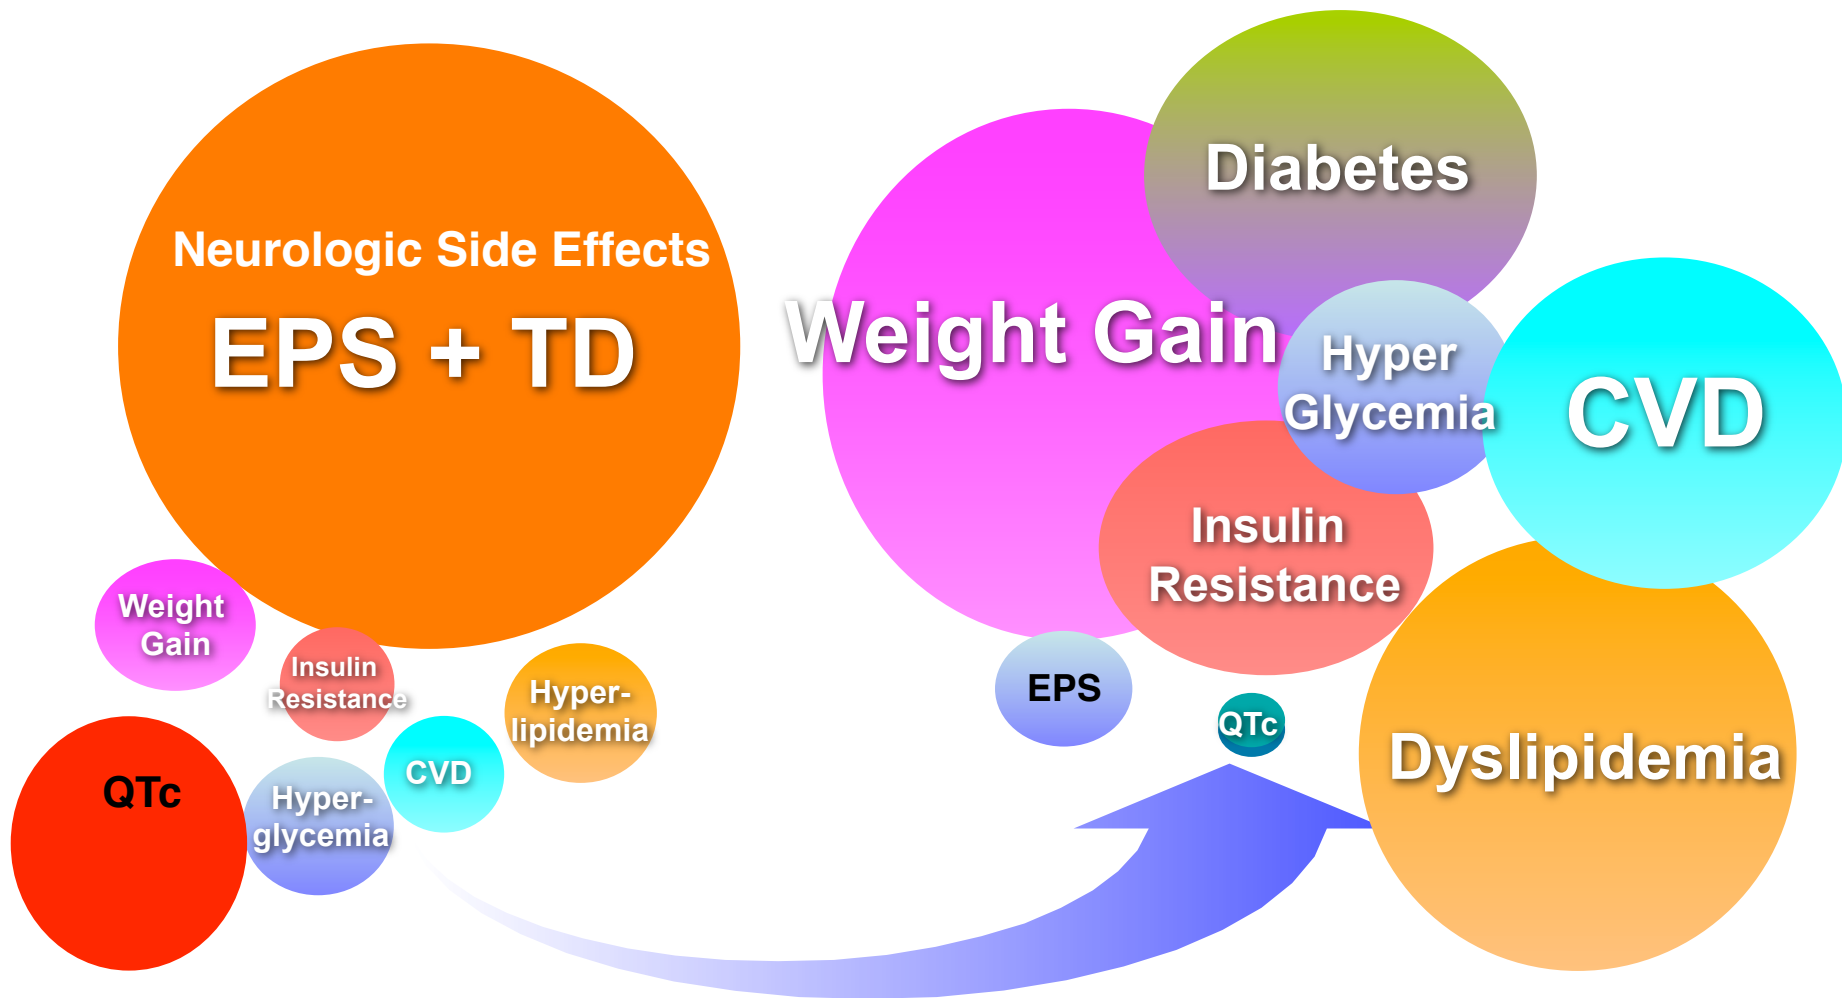 Neurologic Side Effects
EPS + TD
Weight
Gain
Insulin
Resistance
Hyper-
lipidemia
QTc
Hyper-
glycemia
CVD
Diabetes
Weight Gain
Hyper
Glycemia
CVD
Insulin
Resistance
EPS
QTc
Dyslipidemia